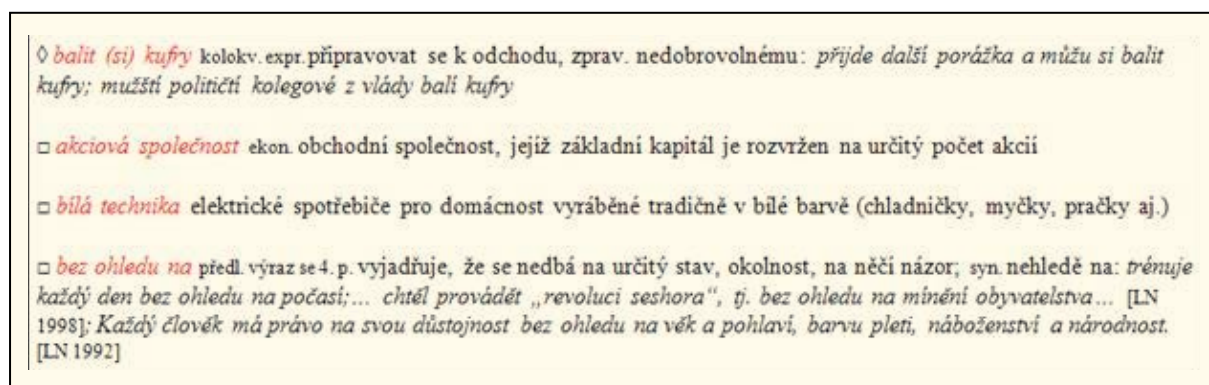 ◊ balit (si) kufry kolokv. expr. připravovat se k odchodu, zprav. nedobrovolnému: přijde další porážka a můžu si balit
kufry; mužští političtí kolegové z vlády balí kufry
□ akciová společnost ekon. obchodní společnost, jejíž základní kapitál je rozvržen na určitý počet akcií
□ bílá technika elektrické spotřebiče pro domácnost vyráběné tradičně v bílé barvě (chladničky, myčky, pračky aj.)
□ bez ohledu na předl. výraz se 4. p. vyjadřuje, že se nedbá na určitý stav, okolnost, na něčí názor; syn. nehledě na: trénuje
každý den bez ohledu na počasí;… chtěl provádět „revoluci seshora“, tj. bez ohledu na mínění obyvatelstva… [LN
1998]; Každý člověk má právo na svou důstojnost bez ohledu na věk a pohlaví, barvu pleti, náboženství a národnost.
[LN 1992]